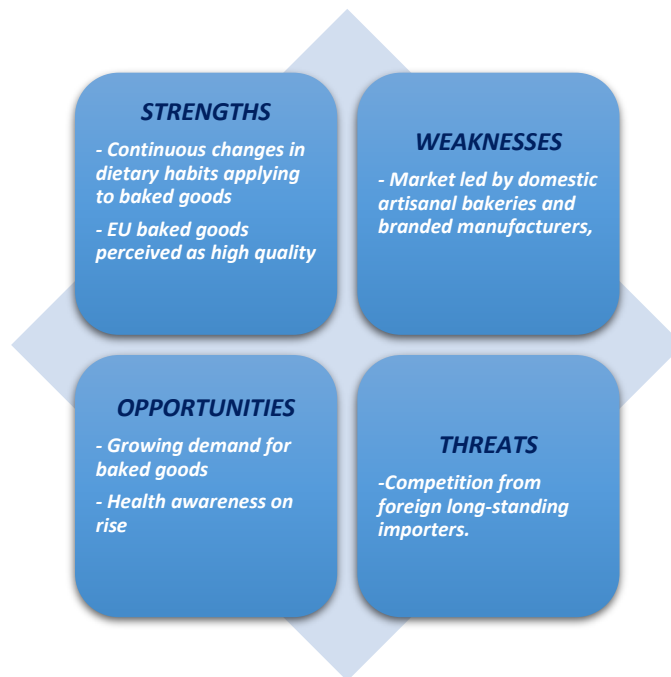 STRENGTHS
- Continuous changes in
dietary habits applying
to baked goods
- EU baked goods
perceived as high quality
WEAKNESSES
- Market led by domestic
artisanal bakeries and
branded manufacturers,
OPPORTUNITIES
- Growing demand for
baked goods
- Health awareness on
rise
THREATS
-Competition from
foreign long-standing
importers.